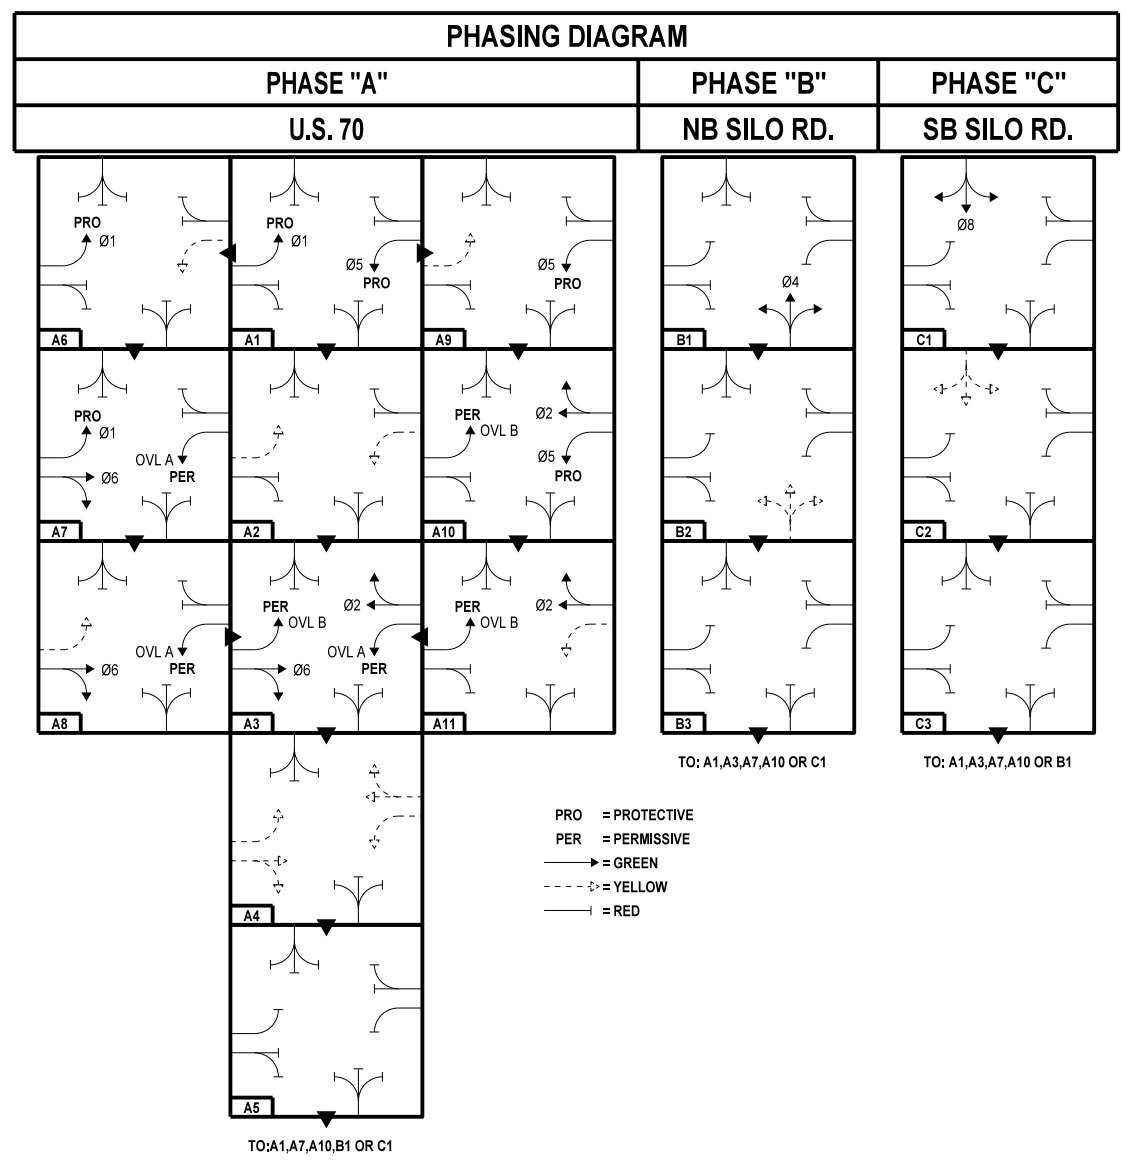 PHASING DIAGRAM
PHASE "A" PHASE "B" PHASE "C"
U.S. 70 NB SILO RD. SB SILO RD.
PRO
Ø1
A6
PRO
Ø1
Ø5
PRO
A1
Ø5
PRO
A9
Ø4
B1
Ø8
C1
PRO
Ø1
OVL A
PER
Ø6
A7
A2
PER
OVL B
Ø2
Ø5
PRO
A10
B2
C2
OVL A
PER
Ø6
A8
PER
OVL B
Ø2
OVL A
PER
Ø6
A3
PER
OVL B
Ø2
A11
B3
C3
TO: A1,A3,A7,A10 OR C1
TO: A1,A3,A7,A10 OR B1
A4
PRO = PROTECTIVE
PER = PERMISSIVE
= GREEN
= YELLOW
= RED
A5
TO:A1,A7,A10,B1 OR C1